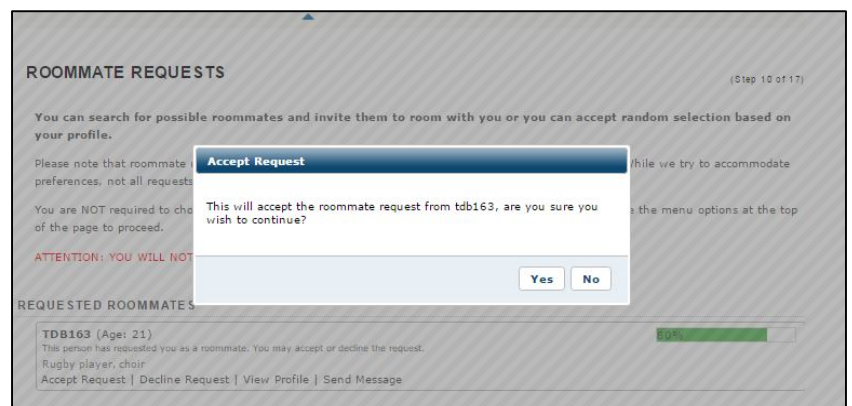 ROOMMATE REQUESTS
(Step 10 of 17)
You can search for possible roommates and invite them to room with you or you can accept random selection based on
your profile.
Please note that roommate
While we try to accommodate
preferences, not all requests
You are NOT required to
the menu options at the top
of the page to proceed.
ATTENTION: YOU WILL NOT
Accept Request
This will accept the roommate request from tdb163, are you sure you
wish to continue?
Yes No
REQUESTED ROOMMATES
TDB163 (Age: 21)
80%
This person has requested you as a roommate. You may accept or decline the request.
Rugby player, choir
Accept Request | Decline Request | View Profile | Send Message